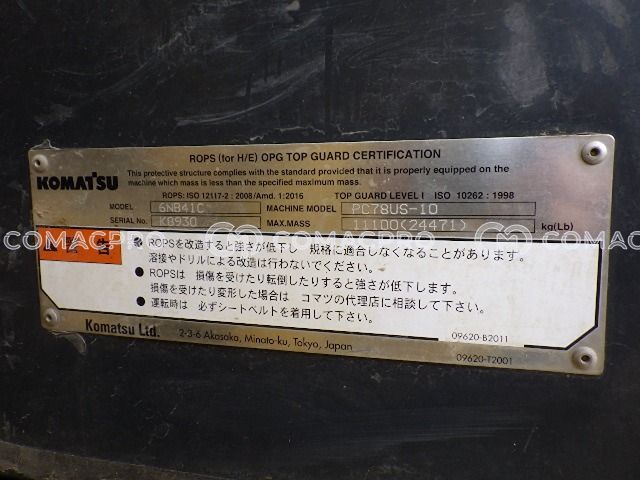 ROPS (for H/E) OPG TOP GUARD CERTIFICATION
KOMATSU
This protective structure complies with the standard provided that it is properly equipped on the
machine which mass is less than the specified maximum mass.
ROPS: ISO 12117-2 : 2008/Amd. 1:2016 TOP GUARD LEVEL I ISO 10262 : 1998
MODEL 6NB41C MACHINE MODEL PC78US-10
SERIAL No. K8930 MAX.MASS 11100(24471) kg(Lb)
COMACPRO COMACPRO COMACPRO
● ROPSを改造すると強さが低下し、規格に適合しなくなることがあります。
溶接やドリルによる改造は行わないでください。
● ROPSは 損傷を受けたり転倒したりすると強さが低下します。
損傷を受けたり変形した場合は コマツの代理店に相談して下さい。
● 運転時は 必ずシートベルトを着用して下さい。
09620-B2011
Komatsu Ltd. 2-3-6 Akasaka, Minato-ku, Tokyo, Japan
09620-T2001